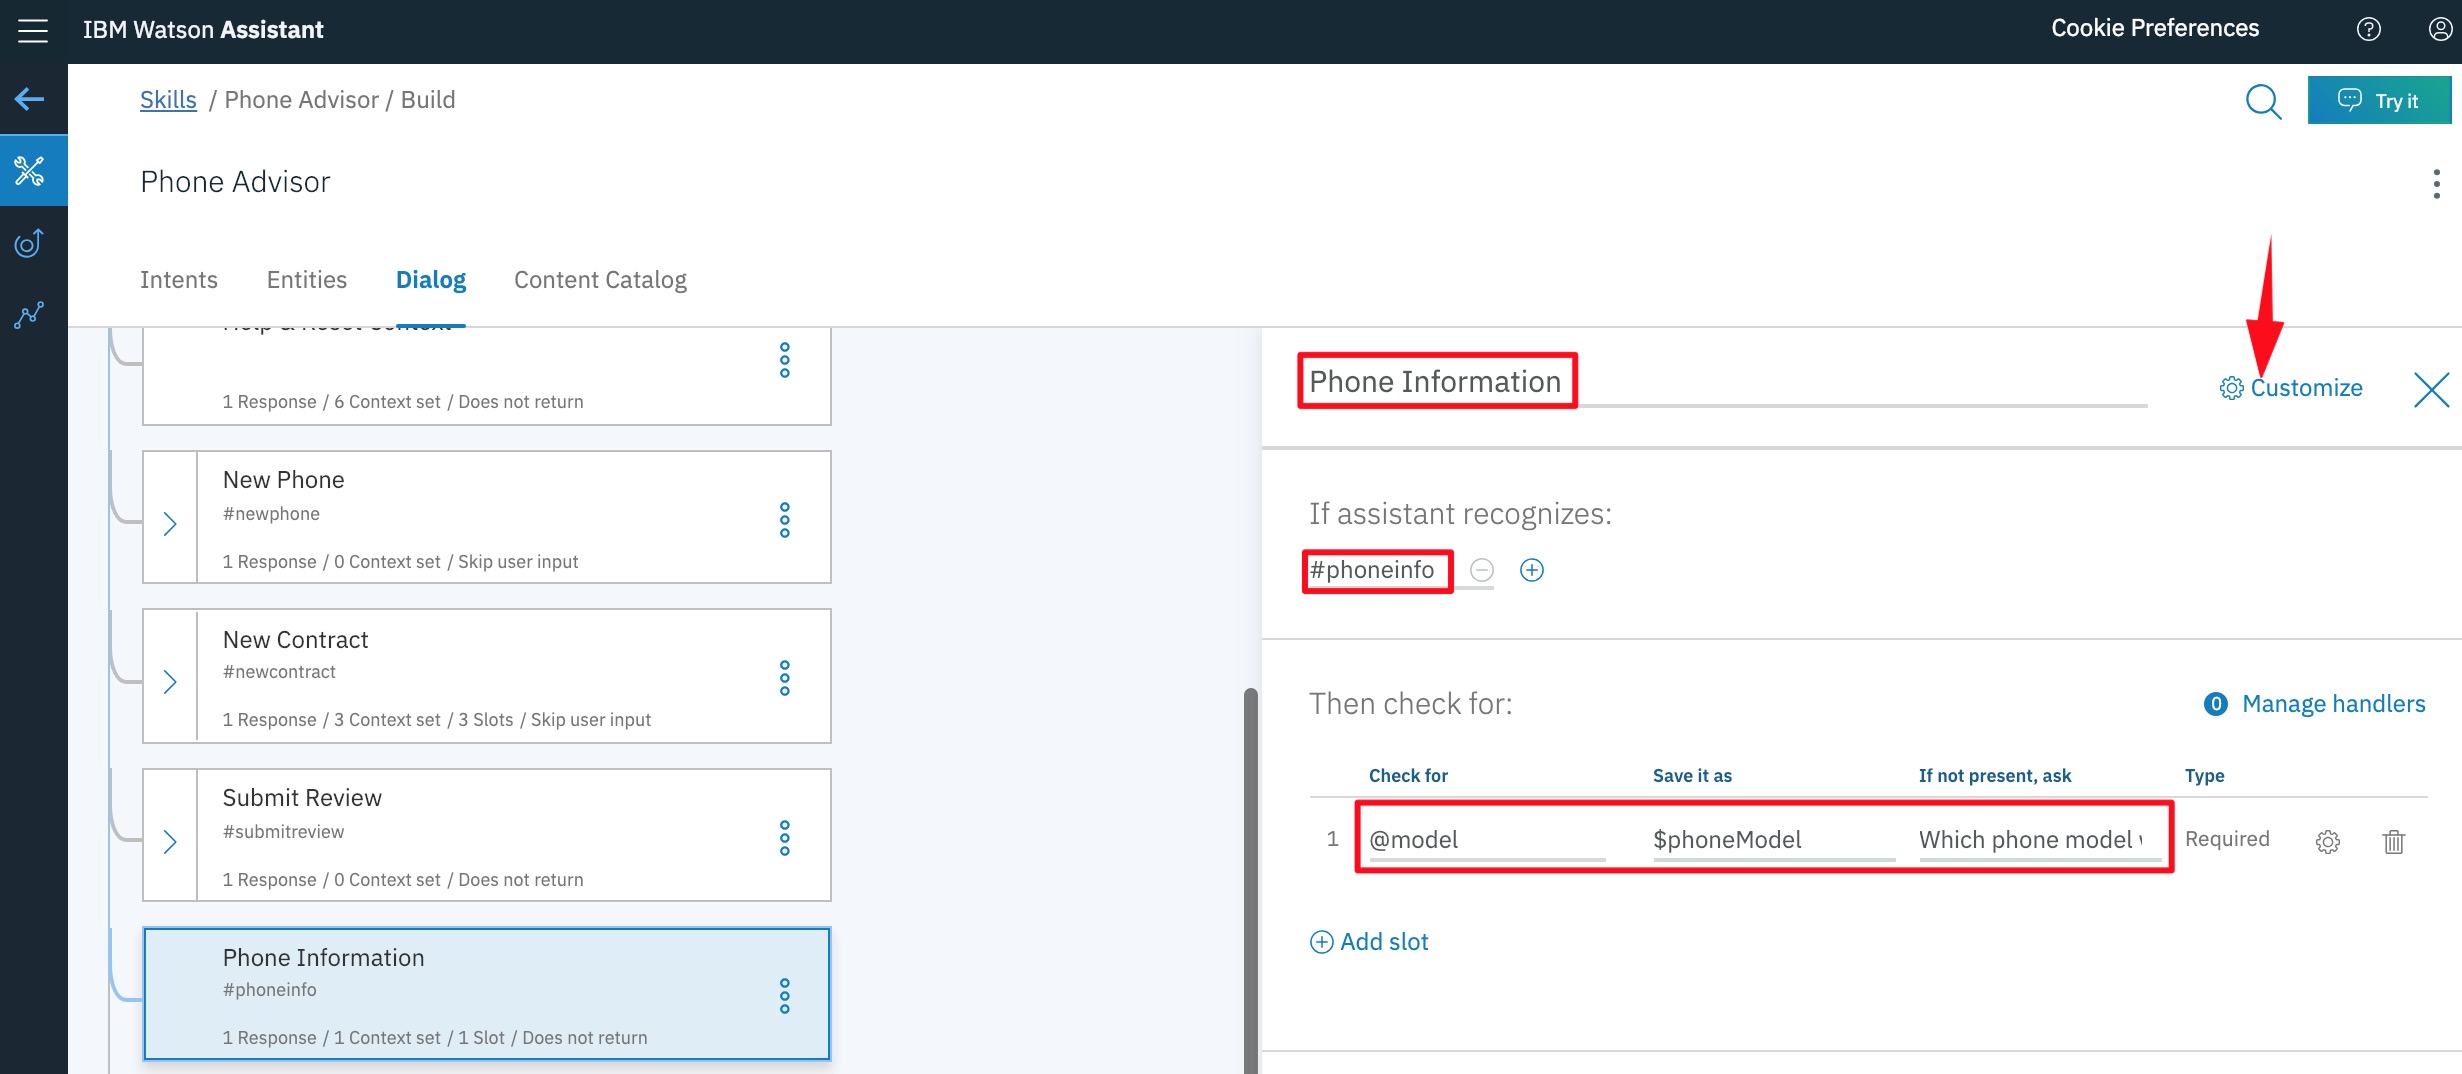 IBM Watson Assistant
Cookie Preferences
Skills / Phone Advisor / Build
Try it
Phone Advisor
Intents
Entities
Dialog
Content Catalog
Help & Reset Context
1 Response / 6 Context set / Does not return
New Phone
#newphone
1 Response / 0 Context set / Skip user input
New Contract
#newcontract
1 Response / 3 Context set / 3 Slots / Skip user input
Submit Review
#submitreview
1 Response / 0 Context set / Does not return
Phone Information
#phoneinfo
1 Response / 1 Context set / 1 Slot / Does not return
Phone Information
Customize
If assistant recognizes:
#phoneinfo
Then check for:
0 Manage handlers
Check for
Save it as
If not present, ask
Type
1
@model
$phoneModel
Which phone model
Required
Add slot